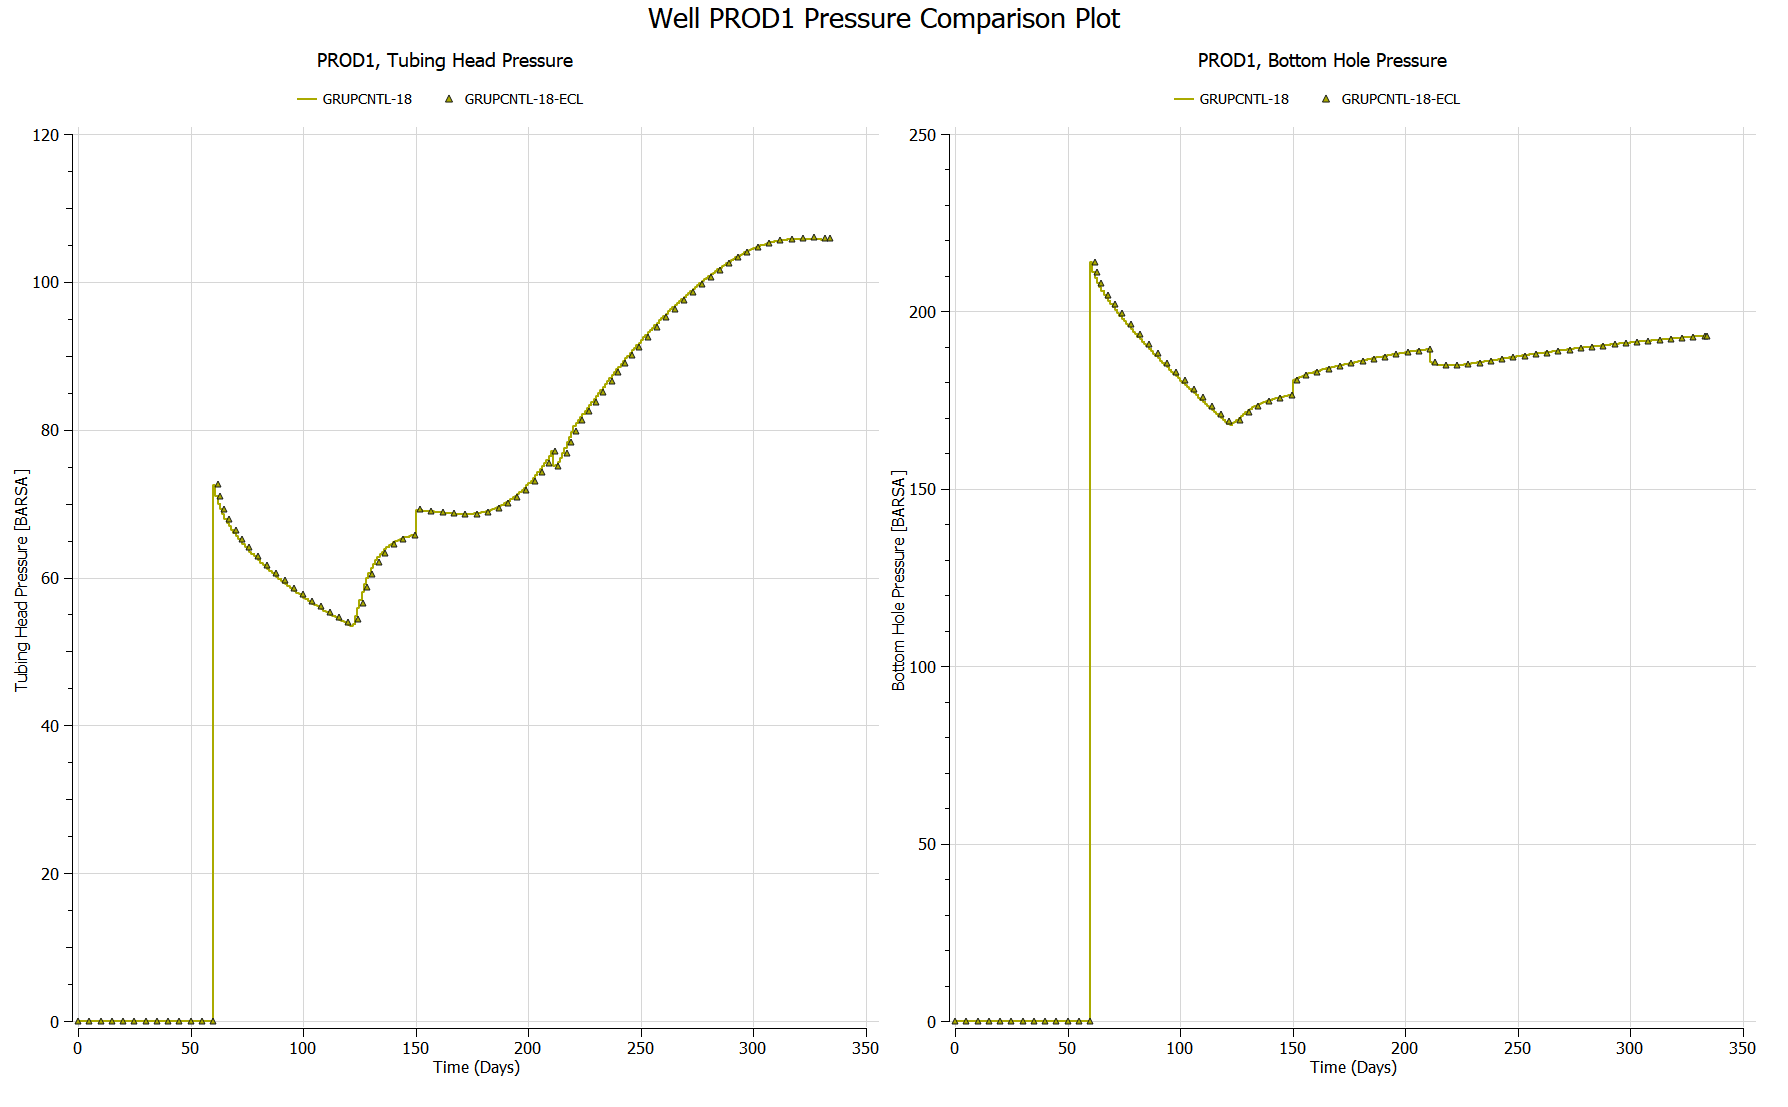 Well PROD1 Pressure Comparison Plot
PROD1, Tubing Head Pressure
GRUPCNTL-18
GRUPCNTL-18-ECL
120
100
80
60
40
20
0
Tubing Head Pressure [BARSA]
0 50 100 150 200 250 300 350
Time (Days)
PROD1, Bottom Hole Pressure
GRUPCNTL-18
GRUPCNTL-18-ECL
250
200
150
100
50
0
Bottom Hole Pressure [BARSA]
0 50 100 150 200 250 300 350
Time (Days)